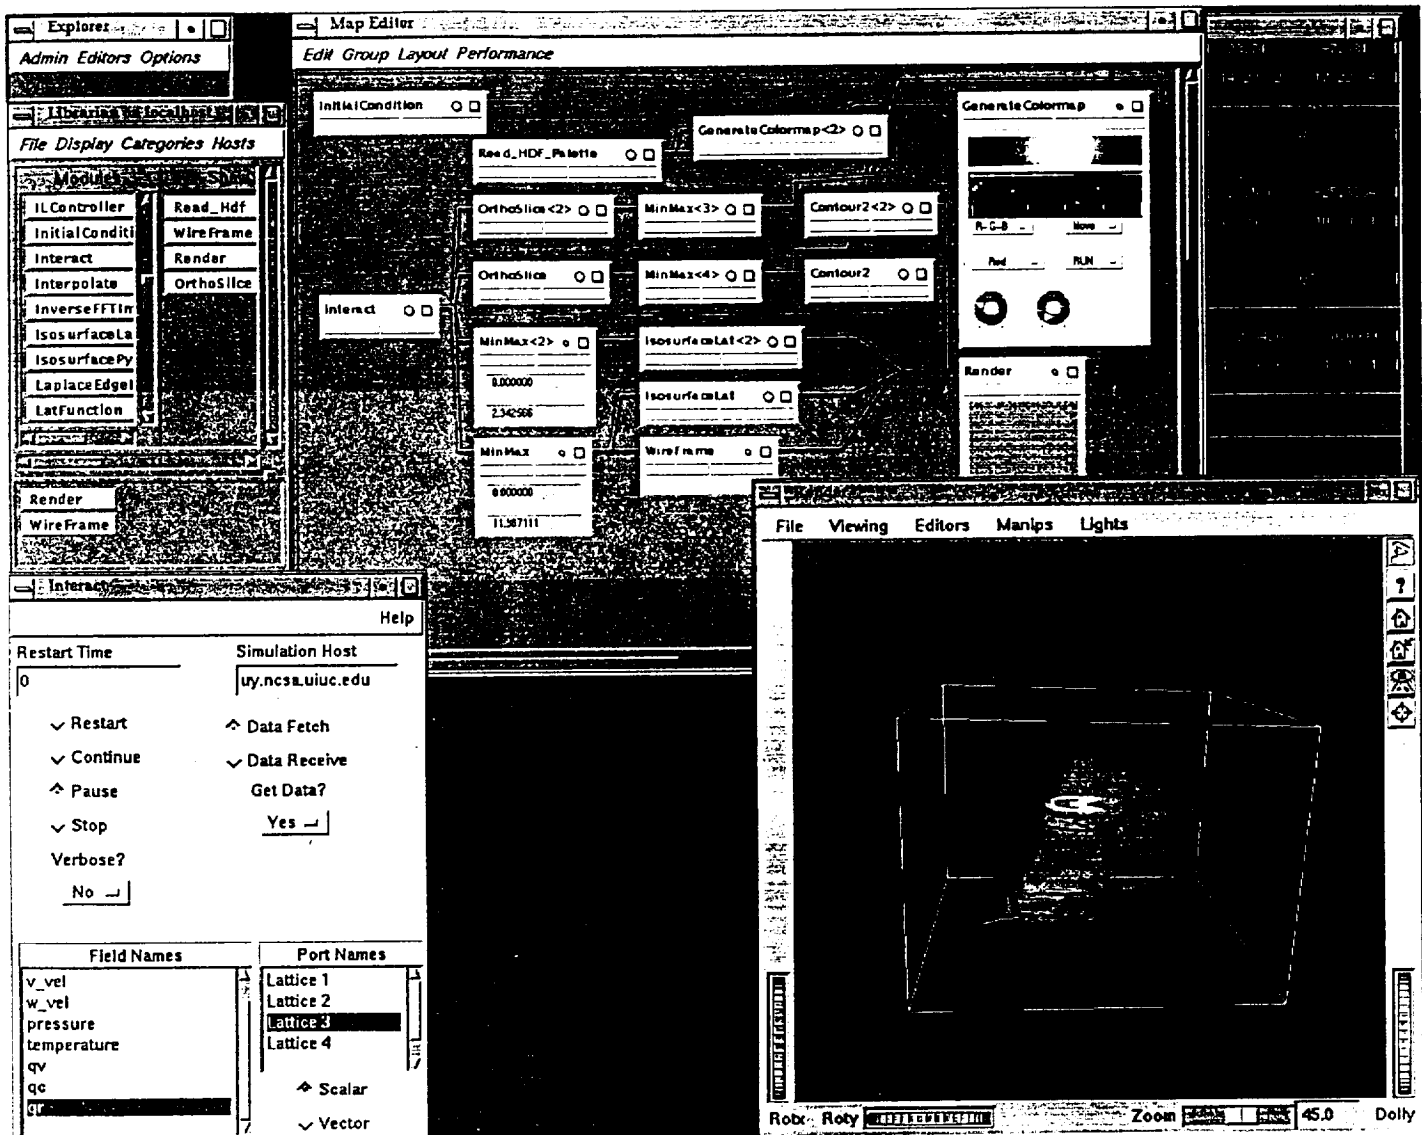 Explorer
Admin Editors Options
Map Editor
Edit Group Layout Performance
File Display Categories Hosts
Modules
ILController
InitialConditi
Interact
Interpolate
InverseFFTIm
IsosurfaceLa
IsosurfacePy
LaplaceEdge
LatFunction
Read_Hdf
WireFrame
Render
OrthoSlice
Render
WireFrame
InitialCondition
Read_HDF_Palette
GenerateColormap<2>
GenerateColormap
OrthoSlice<2>
MinMax<3>
Contour2<2>
R-G-B
Move
OrthoSlice
MinMax<4>
Contour2
Red
RUN
Interact
MinMax<2>
0.000000
2.342566
IsosurfaceLat<2>
IsosurfaceLat
Render
MinMax
0.000000
11.587111
WireFrame
Interact
Help
Restart Time
0
Simulation Host
uy.ncsa.uiuc.edu
Restart
Data Fetch
Continue
Data Receive
Pause
Get Data?
Stop
Yes
Verbose?
No
Field Names
v_vel
w_vel
pressure
temperature
qv
qc
qr
Port Names
Lattice 1
Lattice 2
Lattice 3
Lattice 4
Scalar
Vector
File Viewing Editors Manips Lights
Rotx Roty
Zoom
45.0
Dolly